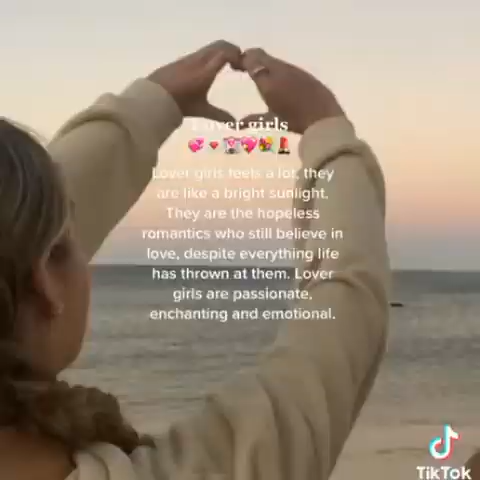 Lover girls
💞🌹👩🏻‍🦰💖💐💄
Lover girls feels a lot, they
are like a bright sunlight.
They are the hopeless
romantics who still believe in
love, despite everything life
has thrown at them. Lover
girls are passionate,
enchanting and emotional.
TikTok